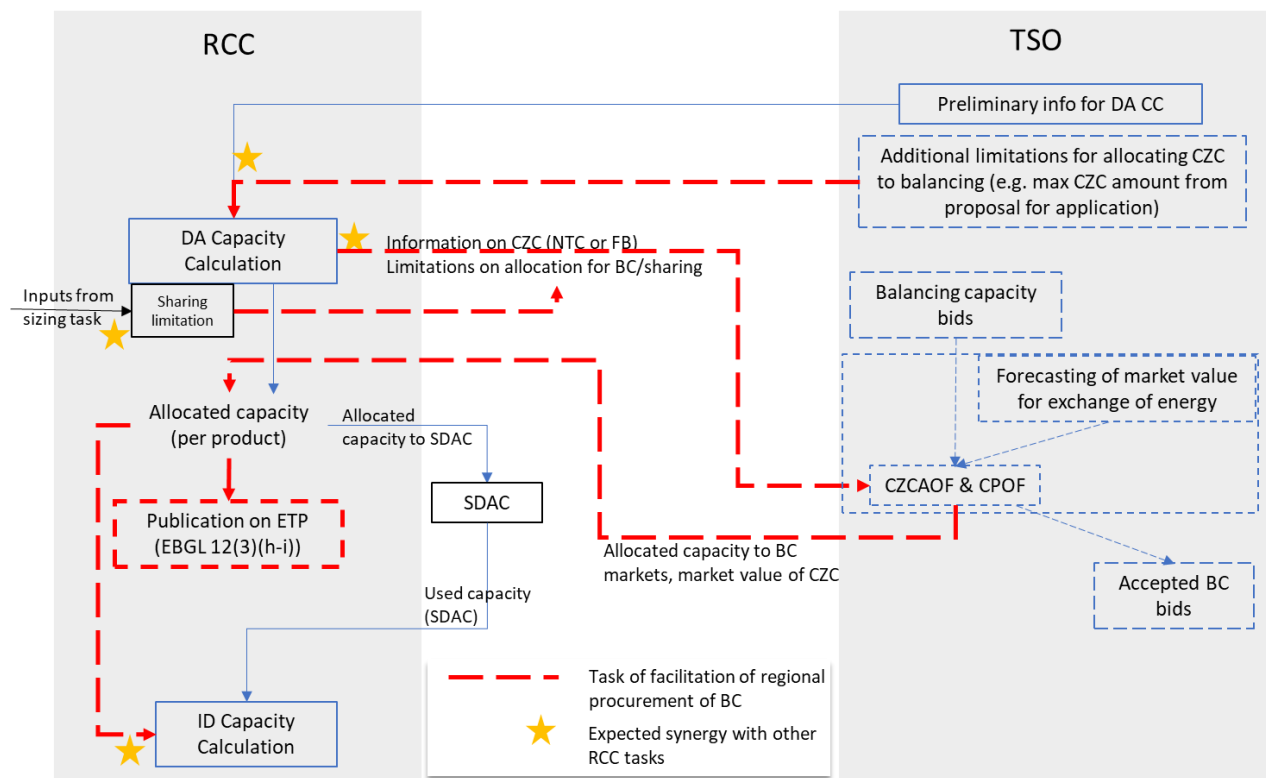 RCC
TSO
Preliminary info for DA CC
Additional limitations for allocating CZC
to balancing (e.g. max CZC amount from
proposal for application)
DA Capacity
Calculation
Information on CZC (NTC or FB)
Limitations on allocation for BC/sharing
Inputs from
sizing task
Sharing
limitation
Balancing capacity
bids
Forecasting of market value
for exchange of energy
Allocated capacity
(per product)
Allocated
capacity to SDAC
CZCAOF & CPOF
SDAC
Publication on ETP
(EBGL 12(3)(h-i))
Allocated capacity to BC
markets, market value of CZC
Accepted BC
bids
Used capacity
(SDAC)
Task of facilitation of regional
procurement of BC
ID Capacity
Calculation
Expected synergy with other
RCC tasks